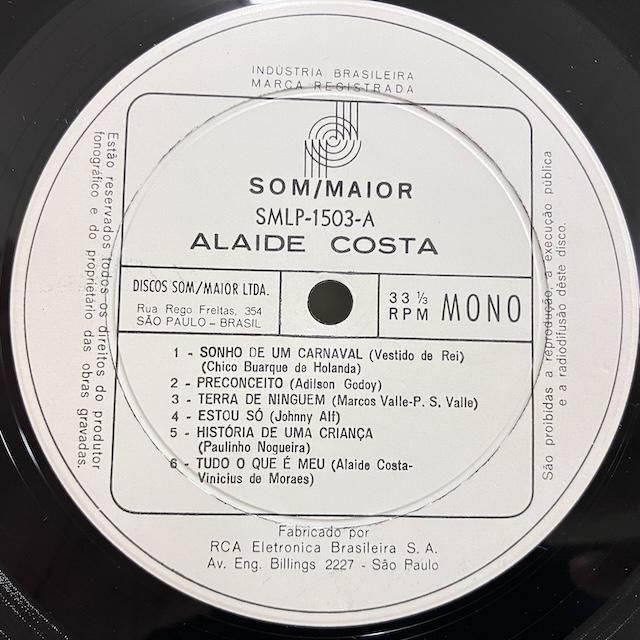 INDÚSTRIA BRASILEIRA
MARCA REGISTRADA
SOM/MAIOR
SMLP-1503-A
ALAIDE COSTA
DISCOS SOM/MAIOR LTDA.
Rua Rego Freitas, 354
SÃO PAULO - BRASIL
33 ⅓
RPM
MONO
1 - SONHO DE UM CARNAVAL (Vestido de Rei)
(Chico Buarque de Holanda)
2 - PRECONCEITO (Adilson Godoy)
3 - TERRA DE NINGUEM (Marcos Valle-P. S. Valle)
4 - ESTOU SÓ (Johnny Alf)
5 - HISTÓRIA DE UMA CRIANÇA
(Paulinho Nogueira)
6 - TUDO O QUE É MEU (Alaide Costa-
Vinicius de Moraes)
Estão reservados todos os direitos do produtor
fonográfico e do proprietário das obras gravadas.
São proibidas a reprodução, a execução pública
e a radiodifusão dêste disco.
Fabricado por
RCA Eletronica Brasileira S. A.
Av. Eng. Billings 2227 - São Paulo